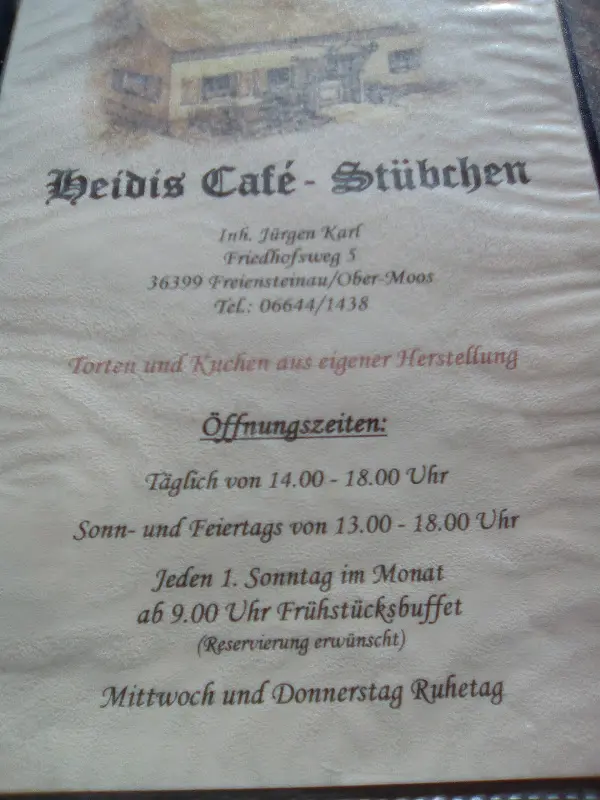 Heidis Café - Stübchen
Inh. Jürgen Karl
Friedhofsweg 5
36399 Freiensteinau/Ober-Moos
Tel.: 06644/1438
Torten und Kuchen aus eigener Herstellung
Öffnungszeiten:
Täglich von 14.00 - 18.00 Uhr
Sonn- und Feiertags von 13.00 - 18.00 Uhr
Jeden 1. Sonntag im Monat
ab 9.00 Uhr Frühstücksbuffet
(Reservierung erwünscht)
Mittwoch und Donnerstag Ruhetag